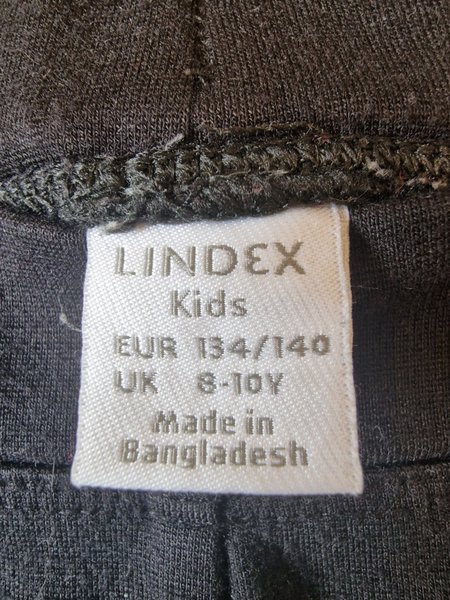 LINDEX
Kids
EUR 134/140
UK 8-10Y
Made in
Bangladesh